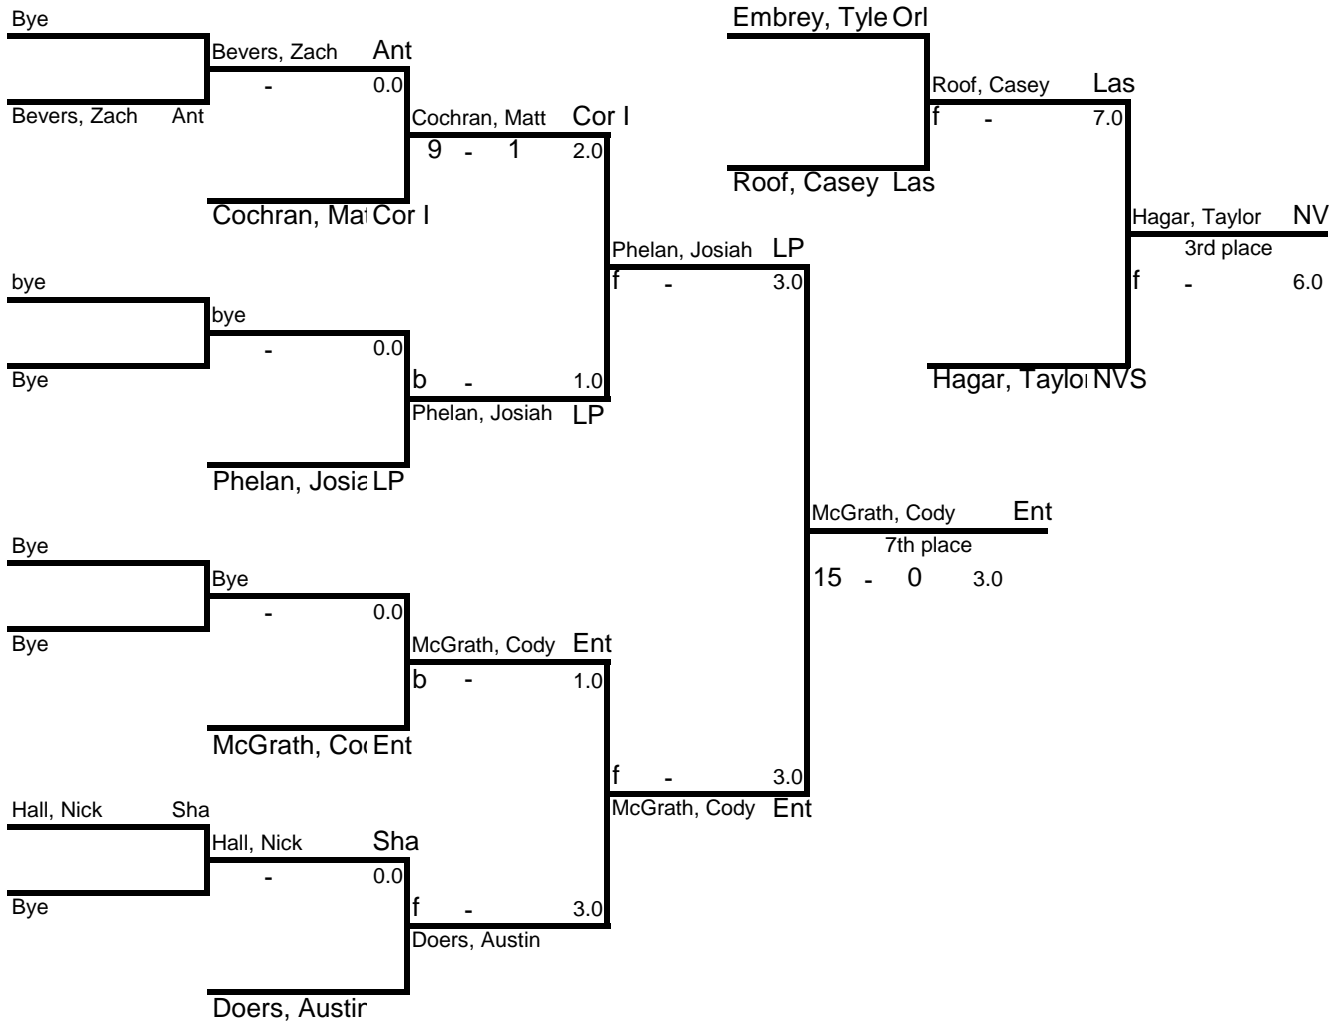 Bye
Bevers, Zach Ant
- 0.0
Bevers, Zach Ant
Cochran, Matt Cor I
9 - 1 2.0
Cochran, Mat Cor I
Phelan, Josiah LP
f - 3.0
bye
bye
- 0.0
Bye
b - 1.0
Phelan, Josiah LP
Phelan, Josia LP
McGrath, Cody Ent
7th place
15 - 0 3.0
Bye
Bye
- 0.0
Bye
McGrath, Cody Ent
b - 1.0
McGrath, Coc Ent
f - 3.0
McGrath, Cody Ent
Hall, Nick Sha
Hall, Nick Sha
- 0.0
Bye
f - 3.0
Doers, Austin
Doers, Austin
Embrey, Tyle Orl
Roof, Casey Las
f - 7.0
Roof, Casey Las
Hagar, Taylor NV
3rd place
f - 6.0
Hagar, Taylor NVS